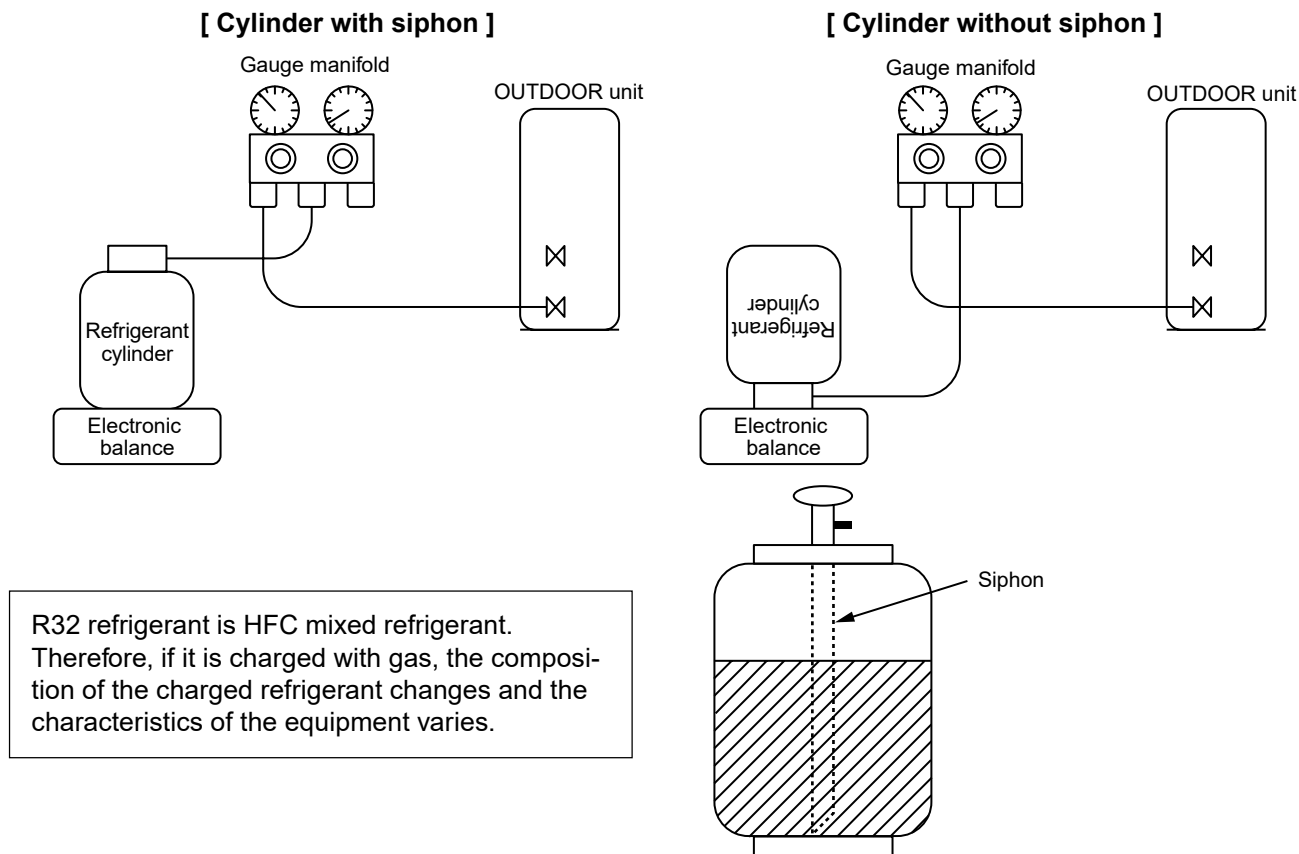 [ Cylinder with siphon ]
Gauge manifold
OUTDOOR unit
Refrigerant
cylinder
Electronic
balance
[ Cylinder without siphon ]
Gauge manifold
OUTDOOR unit
Refrigerant
cylinder
Electronic
balance
Siphon
R32 refrigerant is HFC mixed refrigerant.
Therefore, if it is charged with gas, the composi-
tion of the charged refrigerant changes and the
characteristics of the equipment varies.